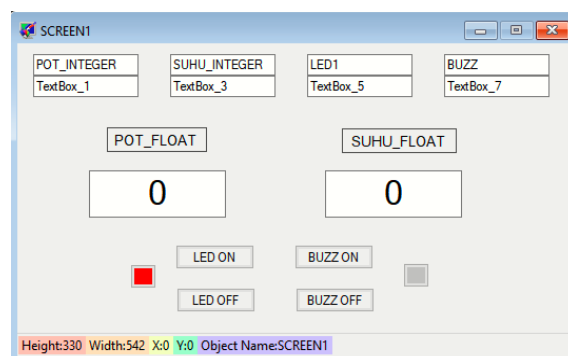 SCREEN1
POT_INTEGER SUHU_INTEGER LED1 BUZZ
TextBox_1 TextBox_3 TextBox_5 TextBox_7
POT_FLOAT SUHU_FLOAT
0 0
LED ON BUZZ ON
LED OFF BUZZ OFF
Height:330 Width:542 X:0 Y:0 Object Name:SCREEN1